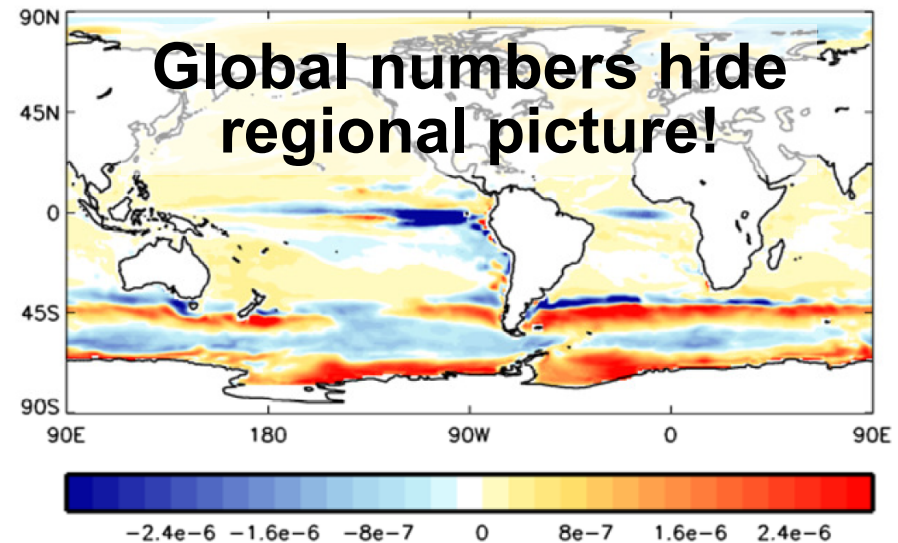 90N
Global numbers hide
regional picture!
45N
0
45S
90S
90E 180 90W 0 90E
−2.4e−6 −1.6e−6 −8e−7 0 8e−7 1.6e−6 2.4e−6